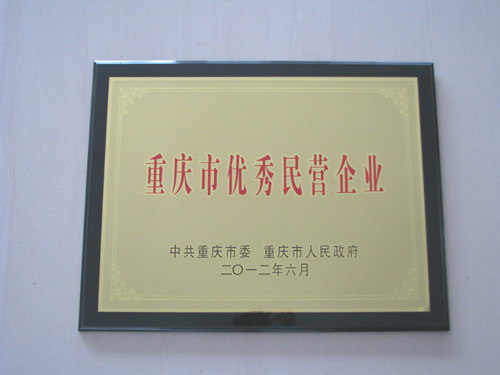 重庆市优秀民营企业
中共重庆市委 重庆市人民政府
二〇一二年六月